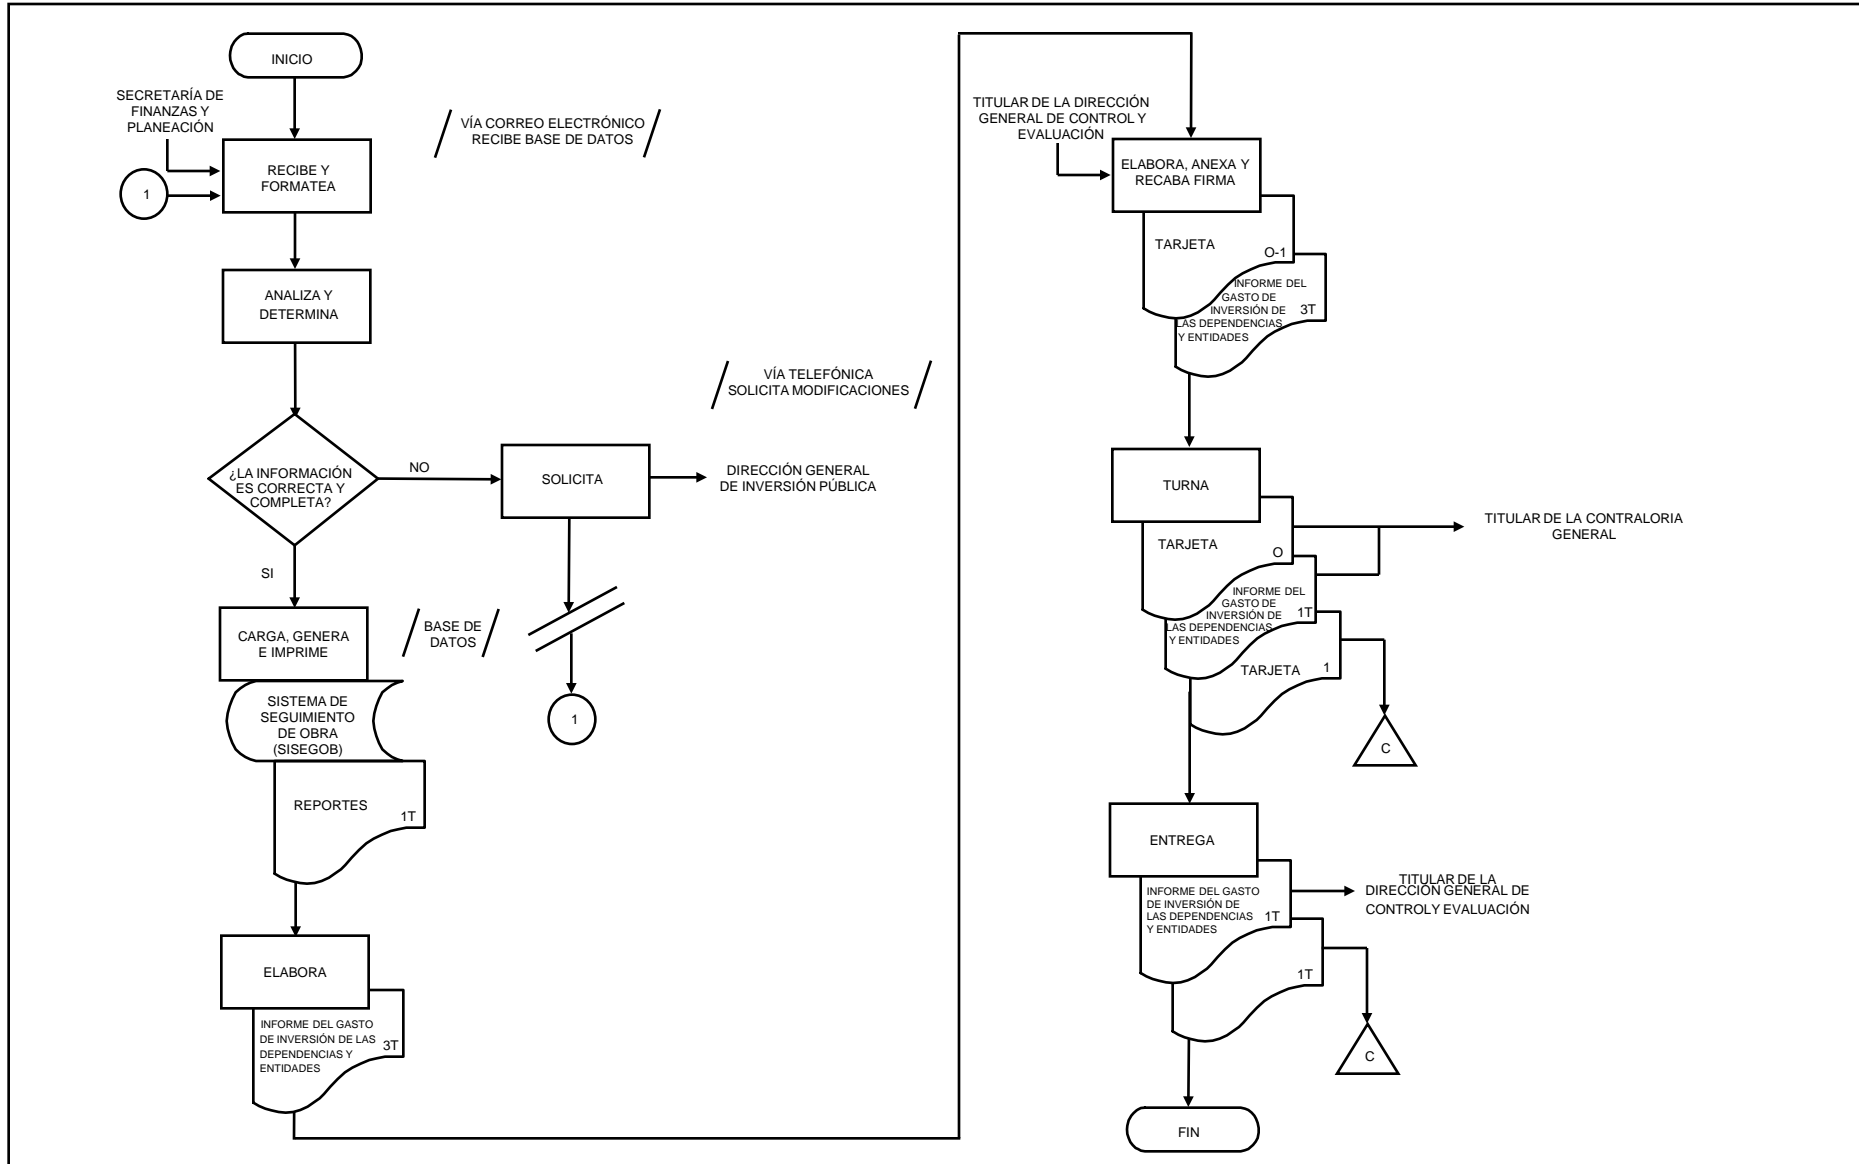 INICIO
SECRETARÍA DE
FINANZAS Y
PLANEACIÓN
VÍA CORREO ELECTRÓNICO
RECIBE BASE DE DATOS
RECIBE Y
FORMATEA
1
ANALIZA Y
DETERMINA
VÍA TELEFÓNICA
SOLICITA MODIFICACIONES
¿LA INFORMACIÓN
ES CORRECTA Y
COMPLETA?
NO
SOLICITA
DIRECCIÓN GENERAL
DE INVERSIÓN PÚBLICA
SI
CARGA, GENERA
E IMPRIME
BASE DE
DATOS
1
SISTEMA DE
SEGUIMIENTO
DE OBRA
(SISEGOB)
REPORTES
1T
ELABORA
INFORME DEL GASTO
DE INVERSIÓN DE LAS
DEPENDENCIAS Y
ENTIDADES
3T
TITULAR DE LA DIRECCIÓN
GENERAL DE CONTROL Y
EVALUACIÓN
ELABORA, ANEXA Y
RECABA FIRMA
TARJETA
O-1
INFORME DEL
GASTO DE
INVERSIÓN DE
LAS DEPENDENCIAS
Y ENTIDADES
3T
TURNA
TARJETA
O
TITULAR DE LA CONTRALORIA
GENERAL
INFORME DEL
GASTO DE
INVERSIÓN DE
LAS DEPENDENCIAS
Y ENTIDADES
1T
TARJETA
1
C
ENTREGA
INFORME DEL GASTO
DE INVERSIÓN DE
LAS DEPENDENCIAS
Y ENTIDADES
1T
TITULAR DE LA
DIRECCIÓN GENERAL DE
CONTROLY EVALUACIÓN
1T
C
FIN